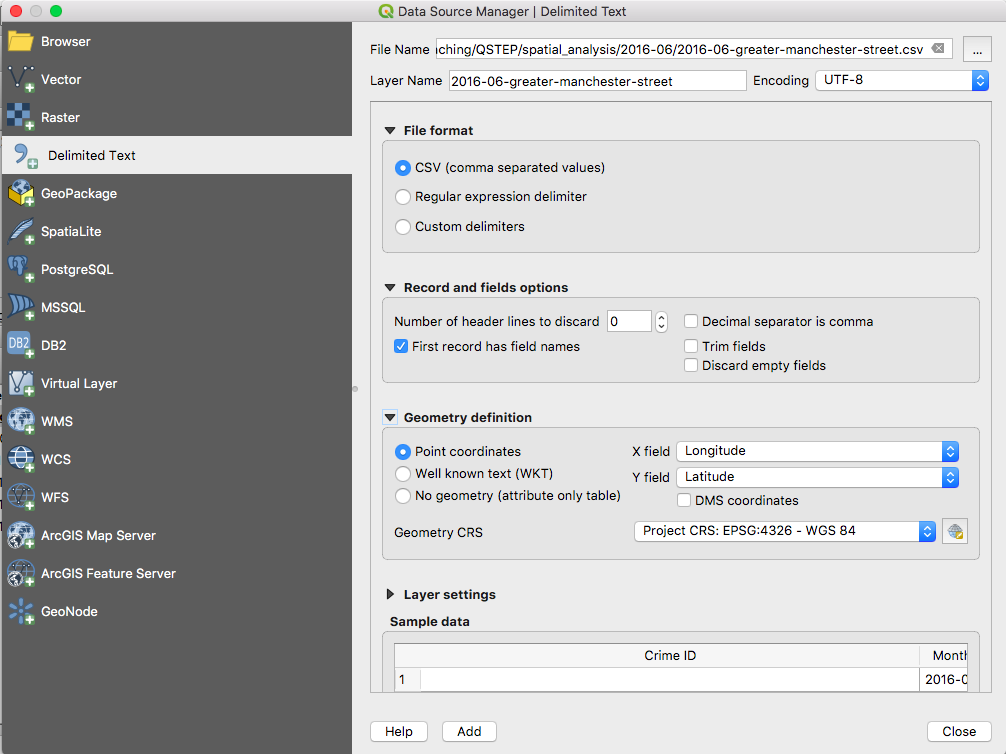 Data Source Manager | Delimited Text
Browser
Vector
Raster
Delimited Text
GeoPackage
SpatiaLite
PostgreSQL
MSSQL
DB2
DB2
Virtual Layer
WMS
WCS
WFS
ArcGIS Map Server
ArcGIS Feature Server
GeoNode
File Name ching/QSTEP/spatial_analysis/2016-06/2016-06-greater-manchester-street.csv ...
Layer Name 2016-06-greater-manchester-street Encoding UTF-8
File format
CSV (comma separated values)
Regular expression delimiter
Custom delimiters
Record and fields options
Number of header lines to discard 0 Decimal separator is comma
First record has field names Trim fields
Discard empty fields
Geometry definition
Point coordinates X field Longitude
Well known text (WKT) Y field Latitude
No geometry (attribute only table) DMS coordinates
Geometry CRS Project CRS: EPSG:4326 - WGS 84
Layer settings
Sample data
Crime ID Month
1 2016-0
Help Add Close